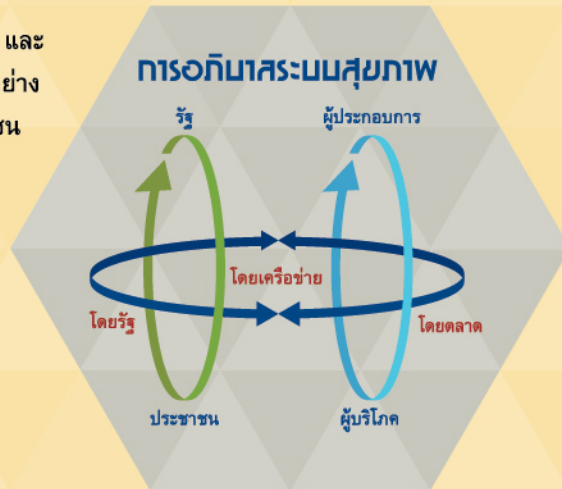 และ
ย่าง
ชน
การอภิบาลระบบสุขภาพ
รัฐ
ผู้ประกอบการ
โดยเครือข่าย
โดยรัฐ
โดยตลาด
ประชาชน
ผู้บริโภค